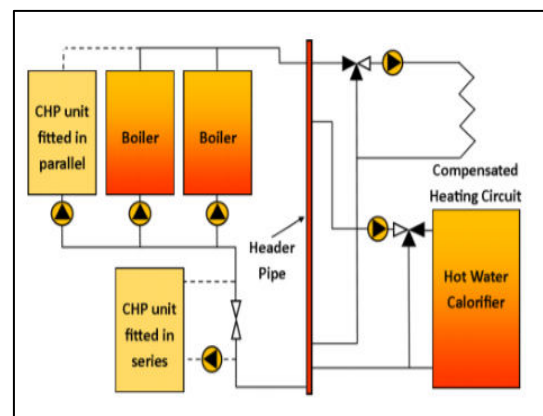 CHP unit
fitted in
parallel
Boiler
Boiler
Compensated
Heating Circuit
Header
Pipe
Hot Water
Calorifier
CHP unit
fitted in
series